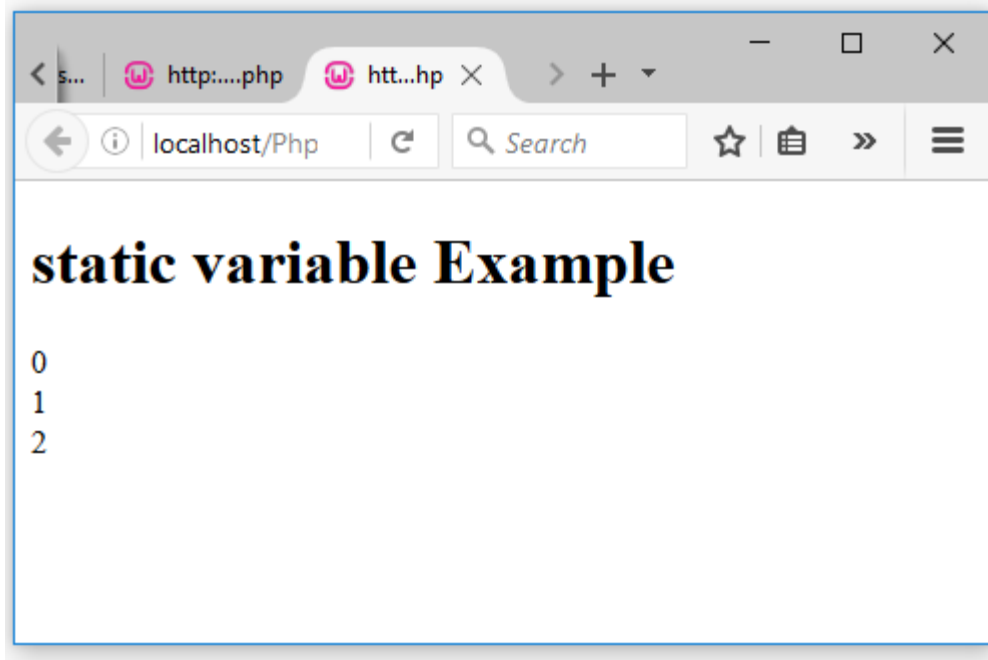 s... http:....php htt...hp
localhost/Php Search
static variable Example
0
1
2